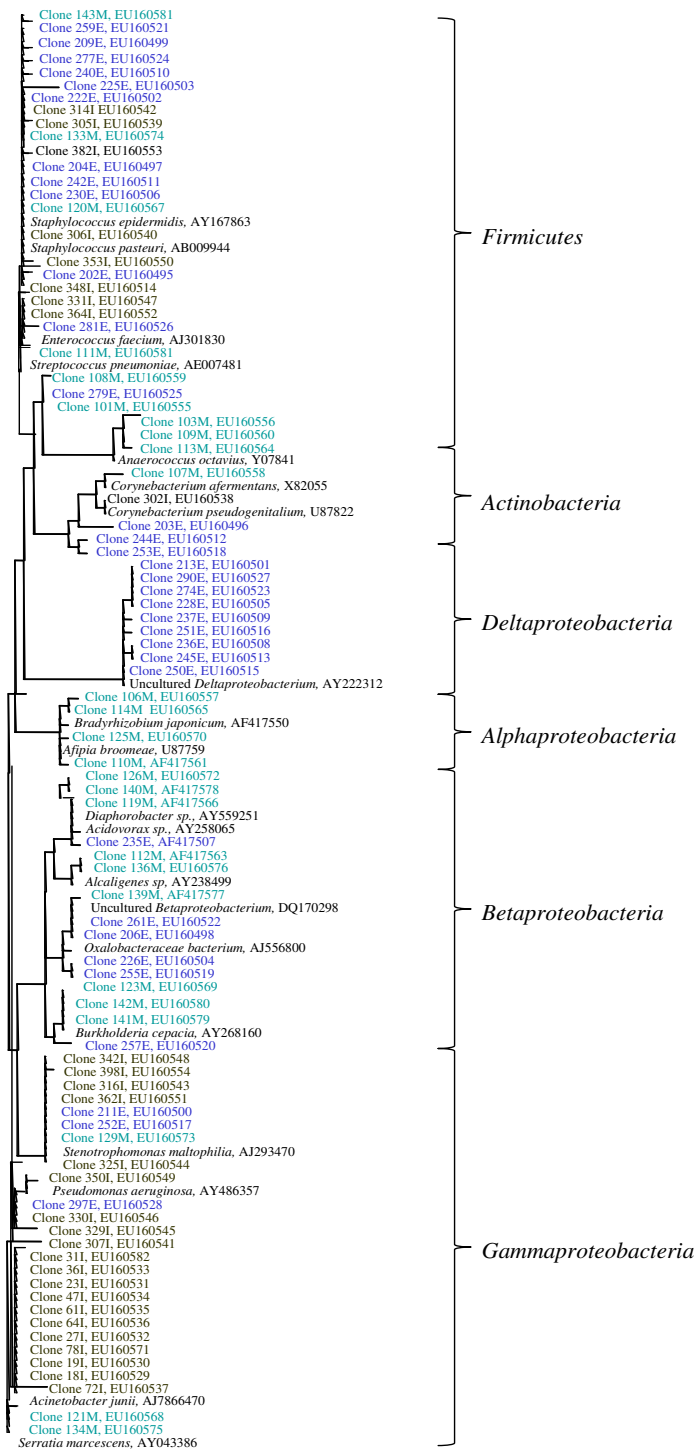 Clone 143M, EU160581
Clone 259E, EU160521
Clone 209E, EU160499
Clone 277E, EU160524
Clone 240E, EU160510
Clone 225E, EU160503
Clone 222E, EU160502
Clone 314I EU160542
Clone 305I, EU160539
Clone 133M, EU160574
Clone 382I, EU160553
Clone 204E, EU160497
Clone 242E, EU160511
Clone 230E, EU160506
Clone 120M, EU160567
Staphylococcus epidermidis, AY167863
Clone 306I, EU160540
Firmicutes
Staphylococcus pasteuri, AB009944
Clone 353I, EU160550
Clone 202E, EU160495
Clone 348I, EU160514
Clone 331I, EU160547
Clone 364I, EU160552
Clone 281E, EU160526
Enterococcus faecium, AJ301830
Clone 111M, EU160581
Streptococcus pneumoniae, AE007481
Clone 108M, EU160559
Clone 279E, EU160525
Clone 101M, EU160555
Clone 103M, EU160556
Clone 109M, EU160560
Clone 113M, EU160564
Anaerococcus octavius, Y07841
Clone 107M, EU160558
Corynebacterium afermentans, X82055
Clone 302I, EU160538
Actinobacteria
Corynebacterium pseudogenitalium, U87822
Clone 203E, EU160496
Clone 244E, EU160512
Clone 253E, EU160518
Clone 213E, EU160501
Clone 290E, EU160527
Clone 274E, EU160523
Clone 228E, EU160505
Clone 237E, EU160509
Deltaproteobacteria
Clone 251E, EU160516
Clone 236E, EU160508
Clone 245E, EU160513
Clone 250E, EU160515
Uncultured Deltaproteobacterium, AY222312
Clone 106M, EU160557
Clone 114M EU160565
Bradyrhizobium japonicum, AF417550
Clone 125M, EU160570
Alphaproteobacteria
Afipia broomeae, U87759
Clone 110M, AF417561
Clone 126M, EU160572
Clone 140M, AF417578
Clone 119M, AF417566
Diaphorobacter sp., AY559251
Acidovorax sp., AY258065
Clone 235E, AF417507
Clone 112M, AF417563
Clone 136M, EU160576
Alcaligenes sp, AY238499
Clone 139M, AF417577
Uncultured Betaproteobacterium, DQ170298
Betaproteobacteria
Clone 261E, EU160522
Clone 206E, EU160498
Oxalobacteraceae bacterium, AJ556800
Clone 226E, EU160504
Clone 255E, EU160519
Clone 123M, EU160569
Clone 142M, EU160580
Clone 141M, EU160579
Burkholderia cepacia, AY268160
Clone 257E, EU160520
Clone 342I, EU160548
Clone 398I, EU160554
Clone 316I, EU160543
Clone 362I, EU160551
Clone 211E, EU160500
Clone 252E, EU160517
Clone 129M, EU160573
Stenotrophomonas maltophilia, AJ293470
Clone 325I, EU160544
Clone 350I, EU160549
Pseudomonas aeruginosa, AY486357
Clone 297E, EU160528
Clone 330I, EU160546
Clone 329I, EU160545
Clone 307I, EU160541
Gammaproteobacteria
Clone 31I, EU160582
Clone 36I, EU160533
Clone 23I, EU160531
Clone 47I, EU160534
Clone 61I, EU160535
Clone 64I, EU160536
Clone 27I, EU160532
Clone 78I, EU160571
Clone 19I, EU160530
Clone 18I, EU160529
Clone 72I, EU160537
Acinetobacter junii, AJ7866470
Clone 121M, EU160568
Clone 134M, EU160575
Serratia marcescens, AY043386